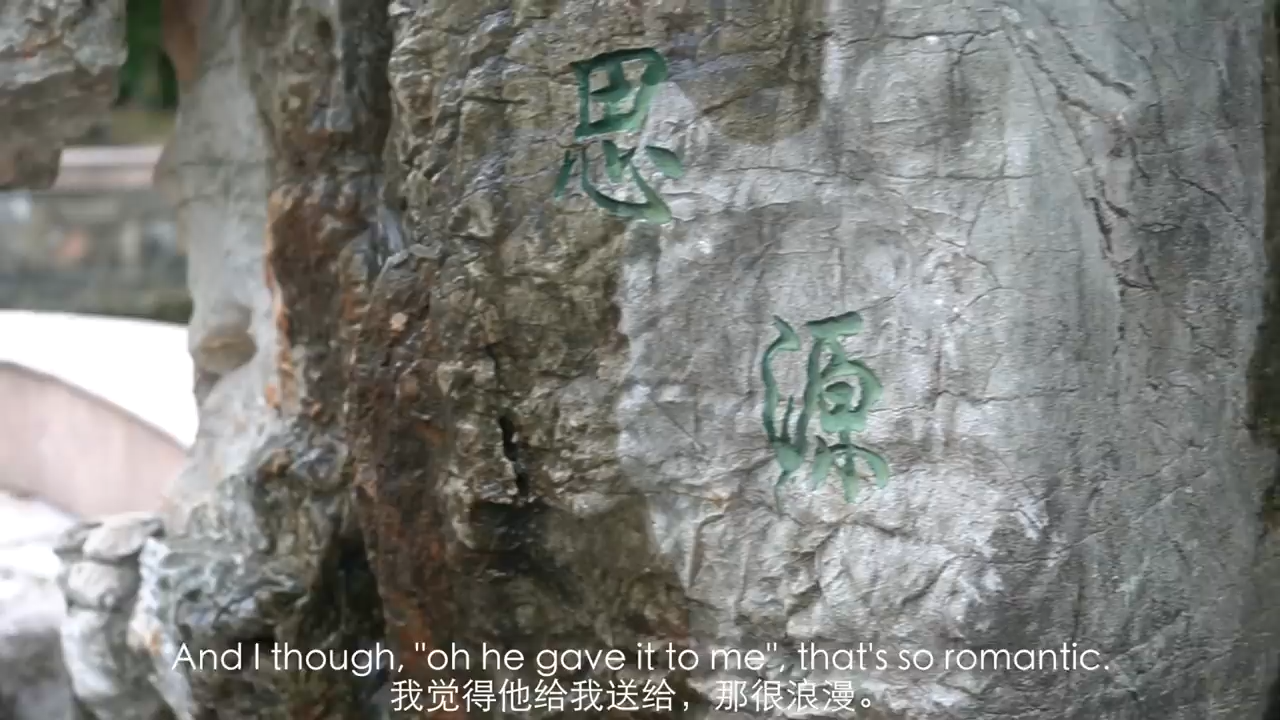 思
源
And I though, "oh he gave it to me", that's so romantic.
我觉得他给我送给，那很浪漫。